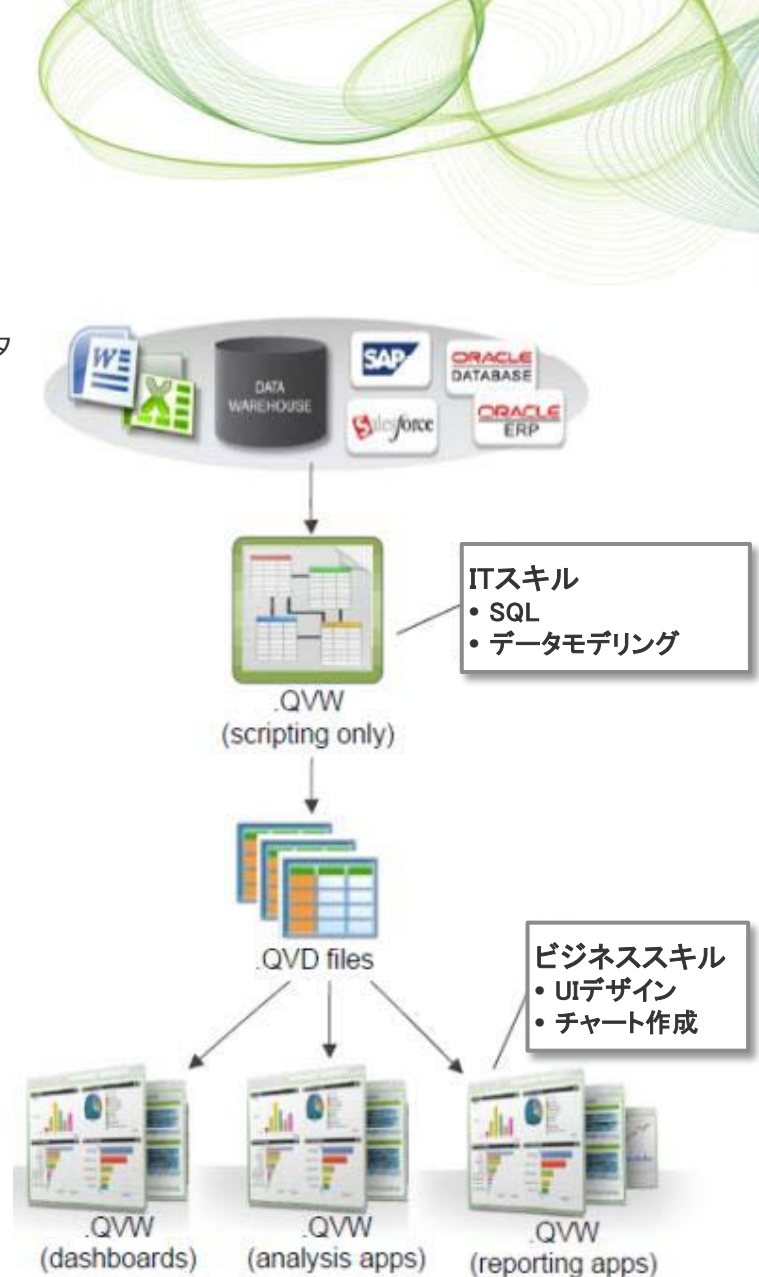 タ
W
X
DATA
WAREHOUSE
SAP
ORACLE
DATABASE
salesforce
ORACLE
ERP
ITスキル
• SQL
• データモデリング
.QVW
(scripting only)
.QVD files
ビジネススキル
• UIデザイン
• チャート作成
.QVW
(dashboards)
.QVW
(analysis apps)
.QVW
(reporting apps)